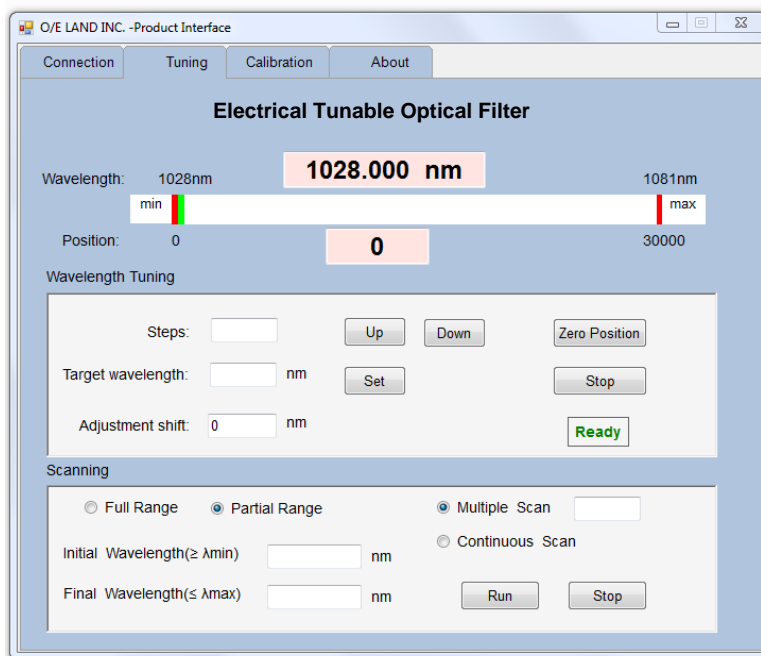 O/E LAND INC. -Product Interface
Connection Tuning Calibration About
Electrical Tunable Optical Filter
Wavelength: 1028nm 1028.000 nm 1081nm
min max
Position: 0 0 30000
Wavelength Tuning
Steps: Up Down Zero Position
Target wavelength: nm Set Stop
Adjustment shift: 0 nm Ready
Scanning
Full Range Partial Range Multiple Scan
Continuous Scan
Initial Wavelength(≥ λmin) nm
Final Wavelength(≤ λmax) nm Run Stop